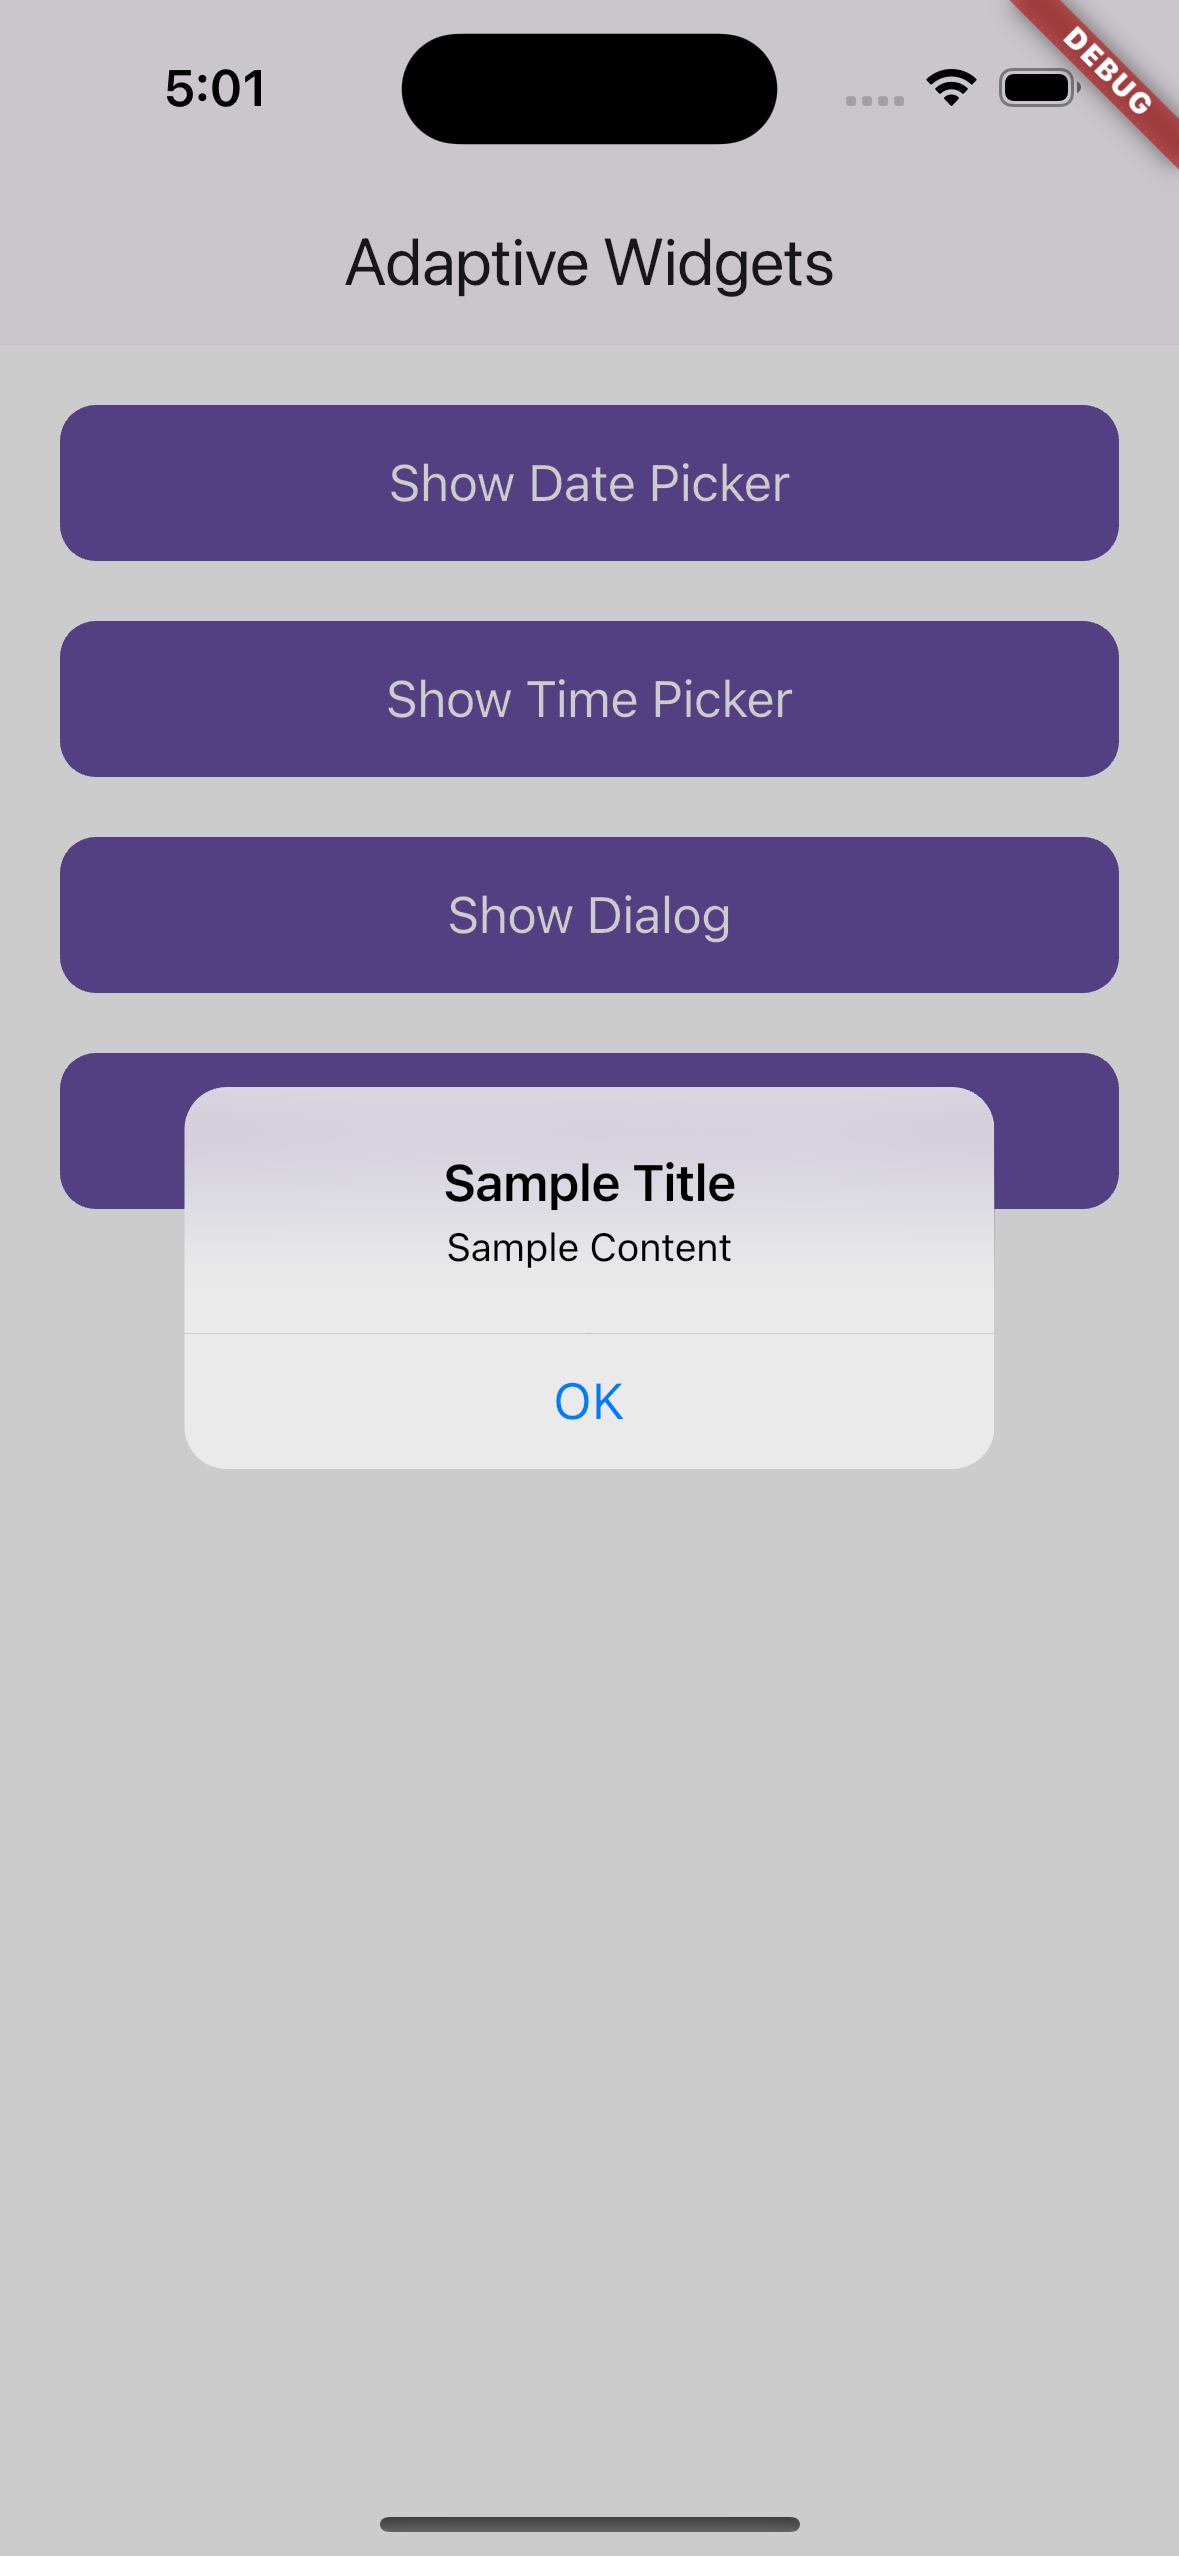 5:01
DEBUG
Adaptive Widgets
Show Date Picker
Show Time Picker
Show Dialog
Sample Title
Sample Content
OK